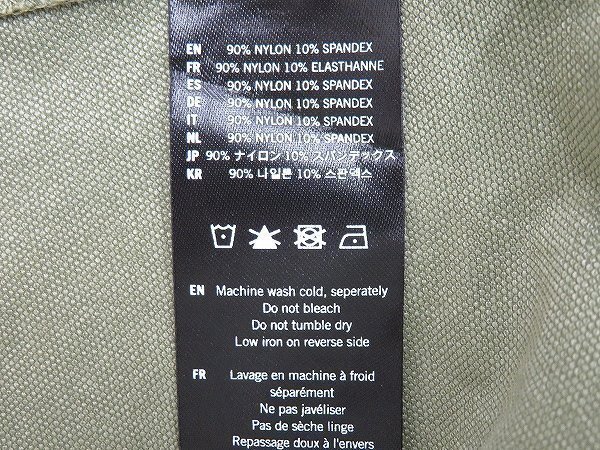 EN 90% NYLON 10% SPANDEX
FR 90% NYLON 10% ELASTHANNE
ES 90% NYLON 10% SPANDEX
DE 90% NYLON 10% SPANDEX
IT 90% NYLON 10% SPANDEX
NL 90% NYLON 10% SPANDEX
JP 90% ナイロン 10% スパンデックス
KR 90% 나일론 10% 스판덱스
EN Machine wash cold, seperately
Do not bleach
Do not tumble dry
Low iron on reverse side
FR Lavage en machine à froid
séparément
Ne pas javéliser
Pas de sèche linge
Repassage doux à l'envers